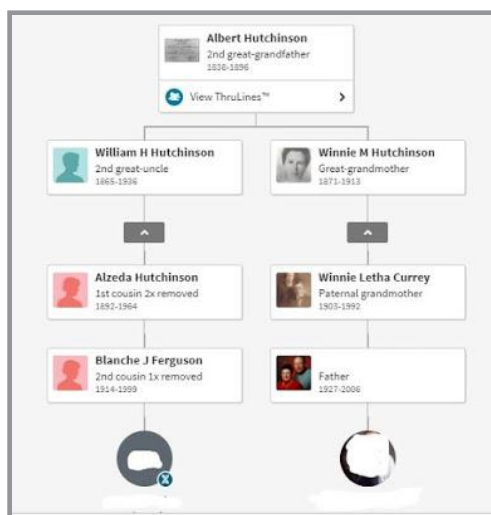 Albert Hutchinson
2nd great-grandfather
1838-1896
View ThruLines™
William H Hutchinson
2nd great-uncle
1865-1936
Winnie M Hutchinson
Great-grandmother
1871-1913
Alzeda Hutchinson
1st cousin 2x removed
1892-1964
Winnie Letha Currey
Paternal grandmother
1903-1992
Blanche J Ferguson
2nd cousin 1x removed
1914-1999
Father
1927-2006